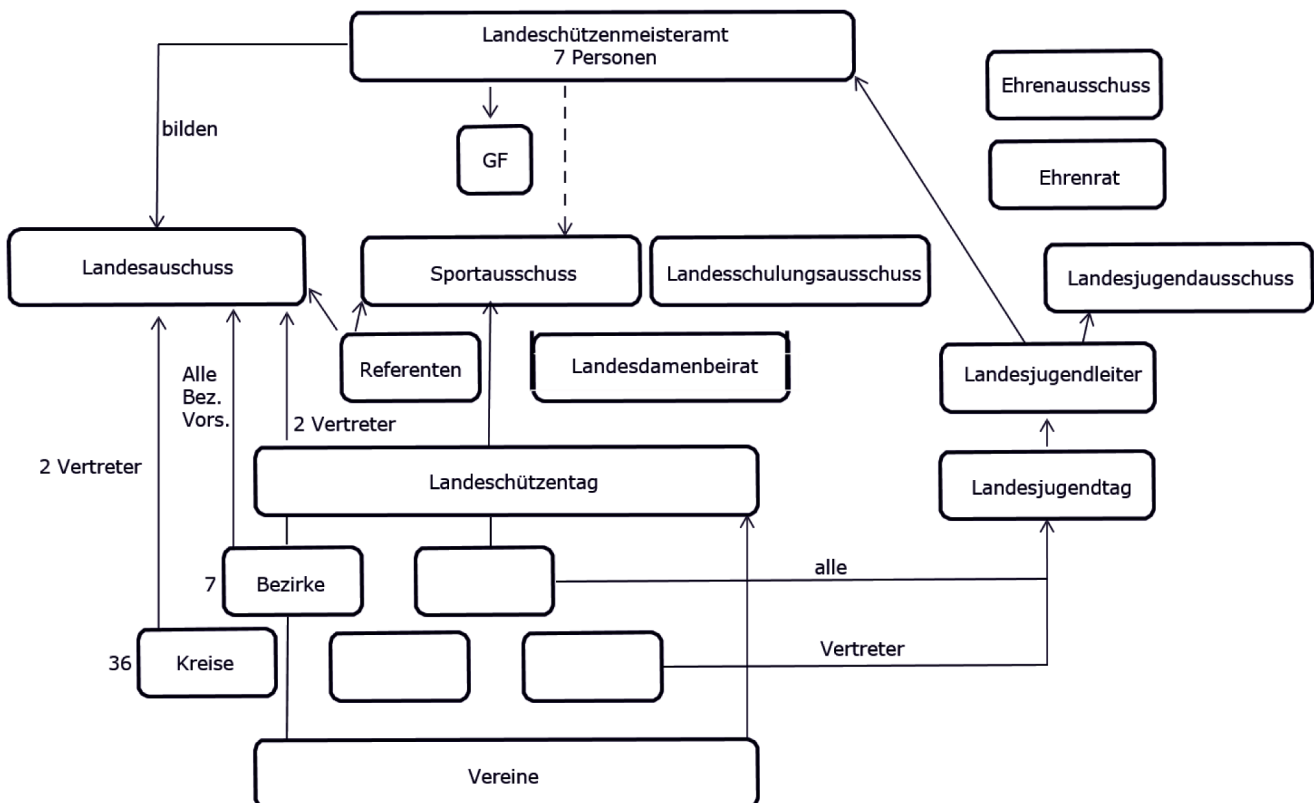 Landeschützenmeisteramt
7 Personen
Ehrenausschuss
bilden
GF
Ehrenrat
Landesauschuss
Sportausschuss
Landesschulungsausschuss
Landesjugendausschuss
Alle
Bez.
Vors.
Referenten
Landesdamenbeirat
Landesjugendleiter
2 Vertreter
2 Vertreter
Landeschützentag
Landesjugendtag
7
Bezirke
alle
36
Kreise
Vertreter
Vereine